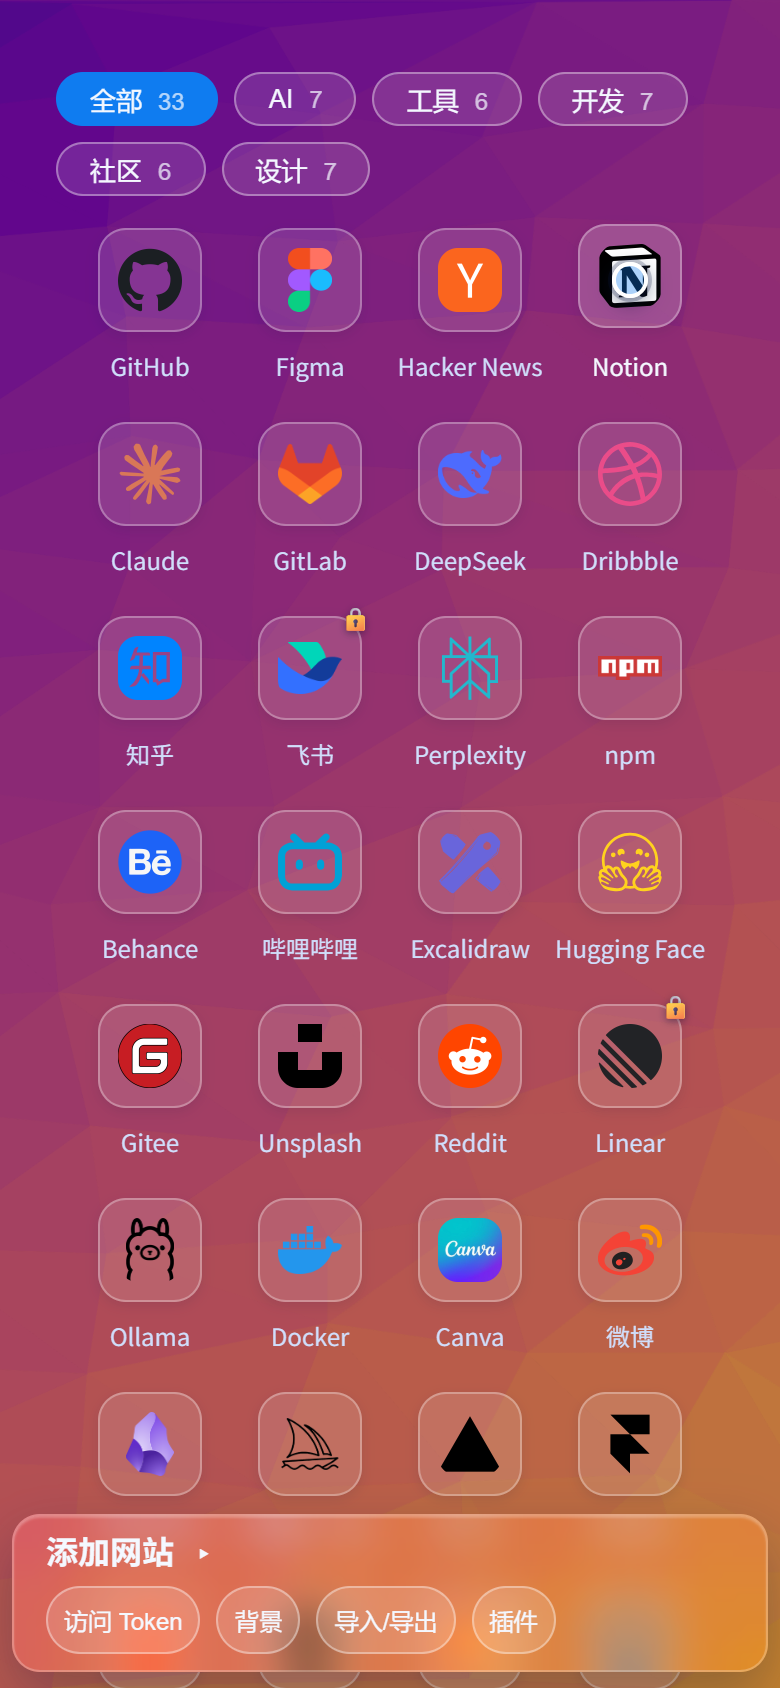 全部 33 AI 7 工具 6 开发 7
社区 6 设计 7
GitHub Figma Hacker News Notion
Claude GitLab DeepSeek Dribbble
知
npm
知乎 飞书 Perplexity npm
Bē
Behance 哔哩哔哩 Excalidraw Hugging Face
G
Gitee Unsplash Reddit Linear
Canva
Ollama Docker Canva 微博
添加网站 ▸
访问 Token 背景 导入/导出 插件